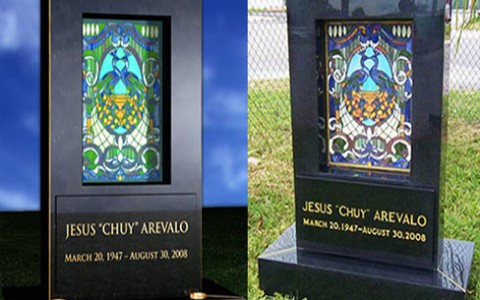 JESUS “CHUY” AREVALO
MARCH 20, 1947 – AUGUST 30, 2008
JESUS "CHUY" AREVALO
MARCH 20, 1947–AUGUST 30, 2008